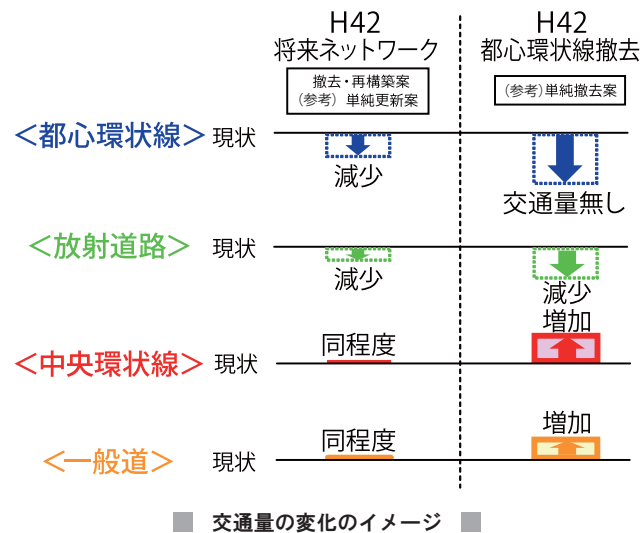 H42
将来ネットワーク
撤去・再構築案
(参考) 単純更新案
H42
都心環状線撤去
(参考)単純撤去案
<都心環状線>
現状
減少
交通量無し
<放射道路>
現状
減少
減少
<中央環状線>
現状
同程度
増加
<一般道>
現状
同程度
増加
交通量の変化のイメージ